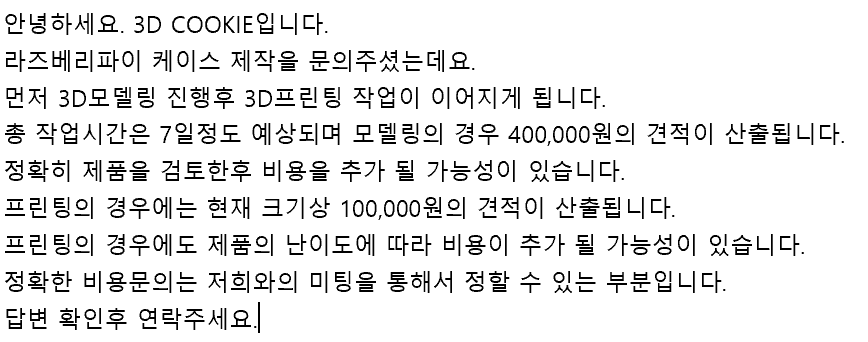 안녕하세요. 3D COOKIE입니다.
라즈베리파이 케이스 제작을 문의주셨는데요.
먼저 3D모델링 진행후 3D프린팅 작업이 이어지게 됩니다.
총 작업시간은 7일정도 예상되며 모델링의 경우 400,000원의 견적이 산출됩니다.
정확히 제품을 검토한후 비용을 추가 될 가능성이 있습니다.
프린팅의 경우에는 현재 크기상 100,000원의 견적이 산출됩니다.
프린팅의 경우에도 제품의 난이도에 따라 비용이 추가 될 가능성이 있습니다.
정확한 비용문의는 저희와의 미팅을 통해서 정할 수 있는 부분입니다.
답변 확인후 연락주세요.